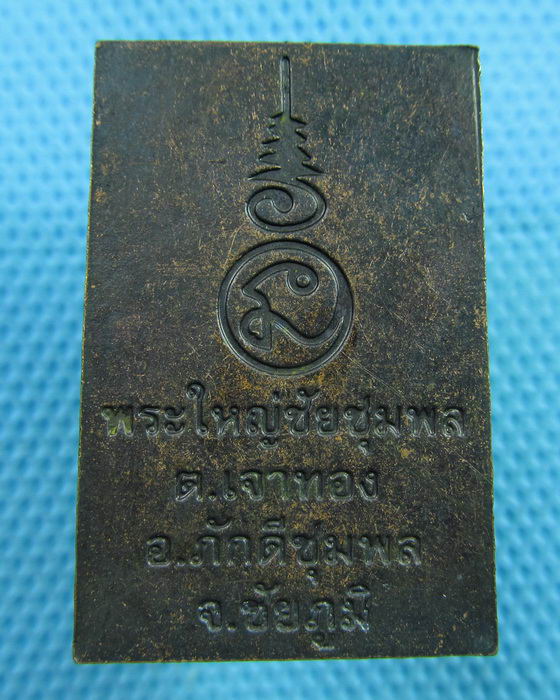 พระใหญ่ชัยชุมพล
ต.เจาทอง
อ.ภักดีชุมพล
จ.ชัยภูมิ